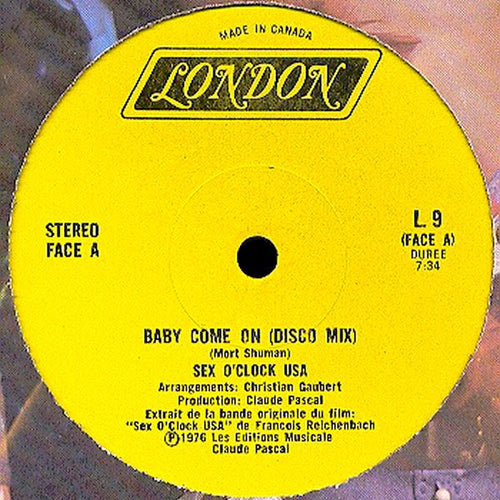 MADE IN CANADA
LONDON
STEREO
FACE A
L. 9
(FACE A)
DUREE
7:34
BABY COME ON (DISCO MIX)
(Mort Shuman)
SEX O'CLOCK USA
Arrangements: Christian Gaubert
Production: Claude Pascal
Extrait de la bande originale du film:
"Sex O'Clock USA" de Francois Reichenbach
Ⓟ1976 Les Editions Musicale
Claude Pascal